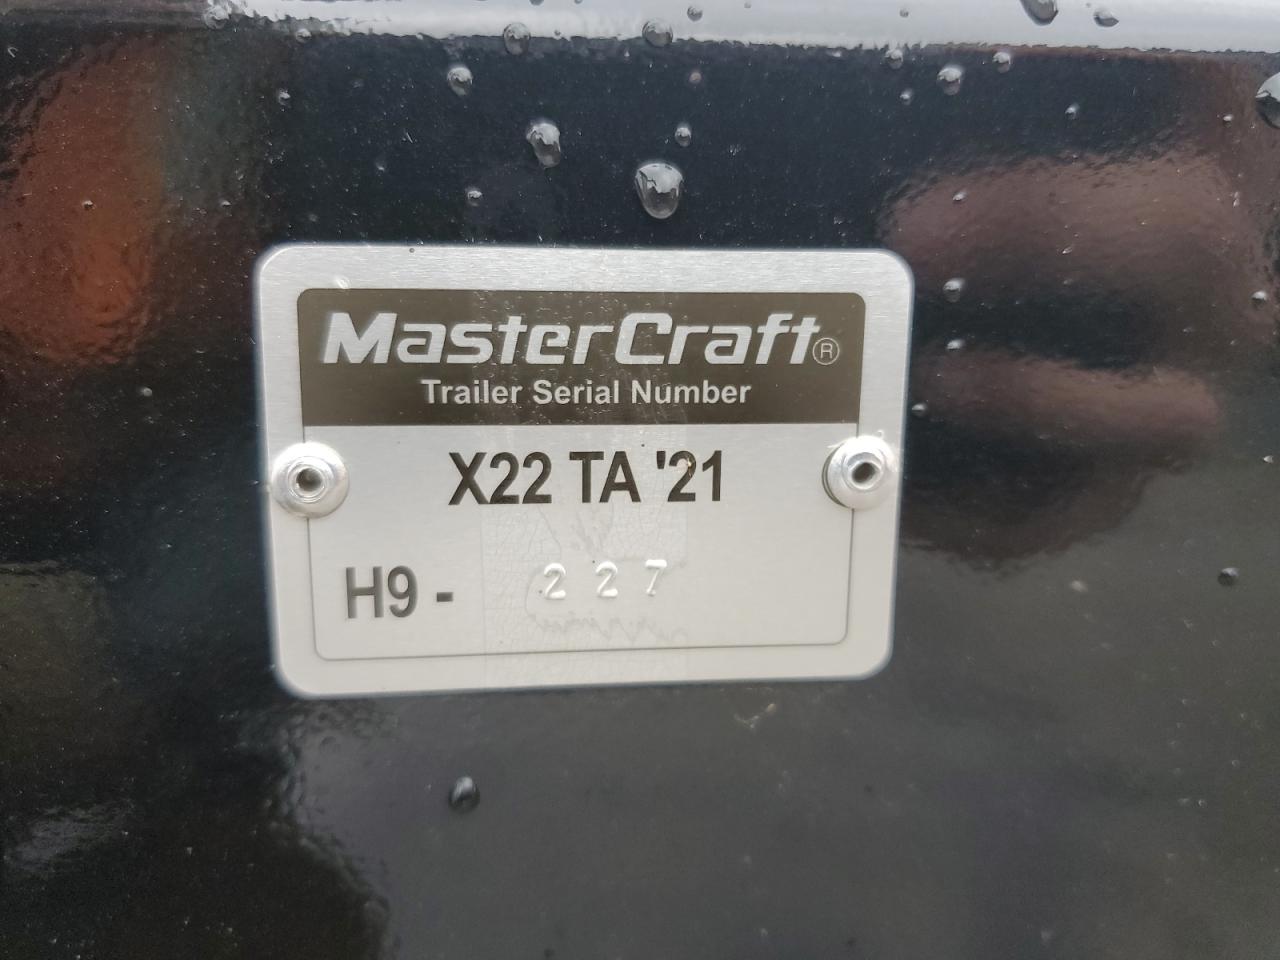 MasterCraft®
Trailer Serial Number
X22 TA '21
H9 - 227